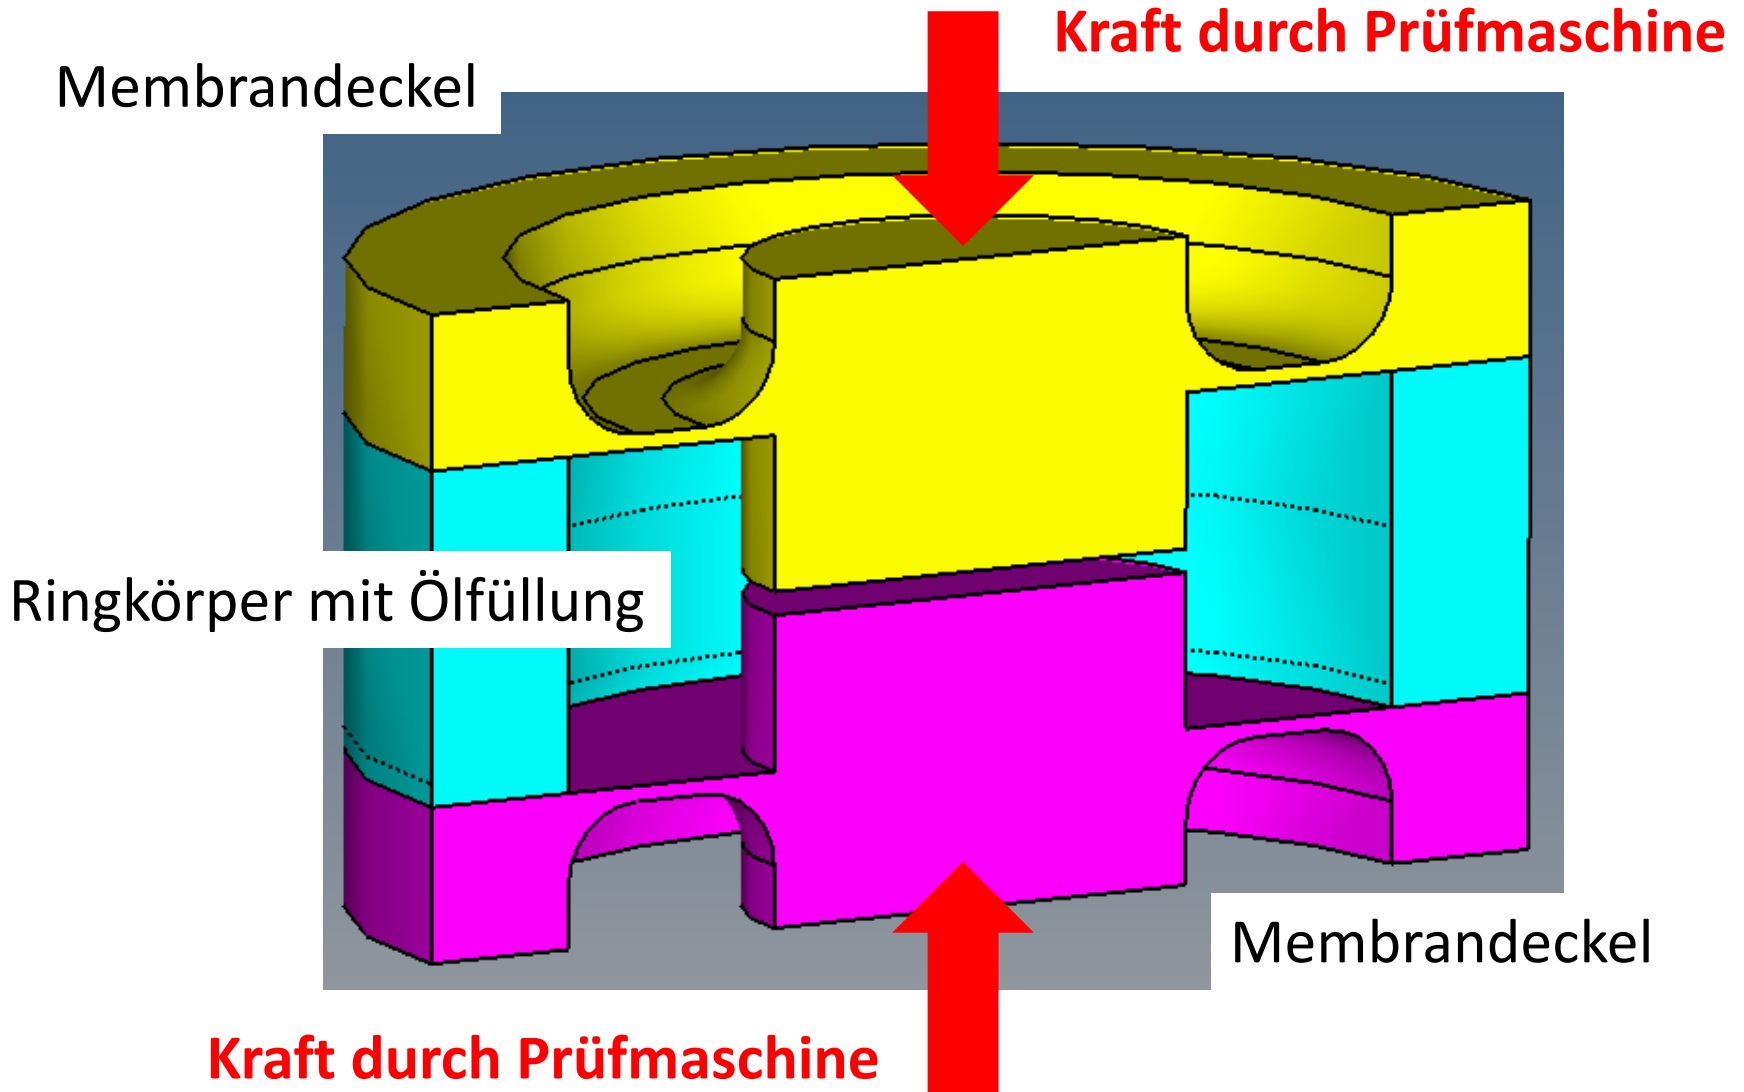 Kraft durch Prüfmaschine
Membrandeckel
Ringkörper mit Ölfüllung
Membrandeckel
Kraft durch Prüfmaschine